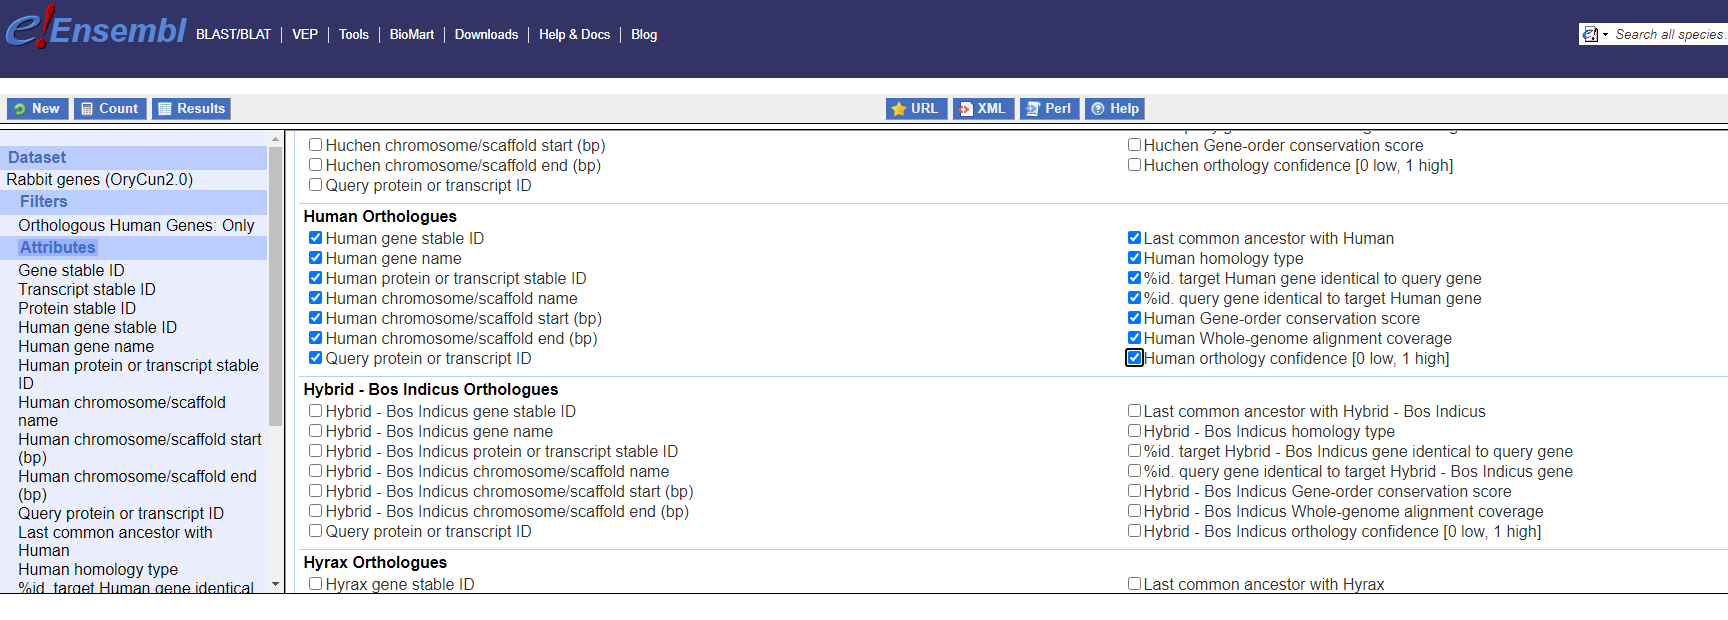 e!Ensembl
BLAST/BLAT | VEP | Tools | BioMart | Downloads | Help & Docs | Blog
Search all species.
New
Count
Results
URL
XML
Perl
Help
Dataset
Rabbit genes (OryCun2.0)
Filters
Orthologous Human Genes: Only
Attributes
Gene stable ID
Transcript stable ID
Protein stable ID
Human gene stable ID
Human gene name
Human protein or transcript stable
ID
Human chromosome/scaffold
name
Human chromosome/scaffold start
(bp)
Human chromosome/scaffold end
(bp)
Query protein or transcript ID
Last common ancestor with
Human
Human homology type
%id. target Human gene identical
Huchen chromosome/scaffold start (bp)
Huchen chromosome/scaffold end (bp)
Query protein or transcript ID
Huchen Gene-order conservation score
Huchen orthology confidence [0 low, 1 high]
Human Orthologues
Human gene stable ID
Human gene name
Human protein or transcript stable ID
Human chromosome/scaffold name
Human chromosome/scaffold start (bp)
Human chromosome/scaffold end (bp)
Query protein or transcript ID
Last common ancestor with Human
Human homology type
%id. target Human gene identical to query gene
%id. query gene identical to target Human gene
Human Gene-order conservation score
Human Whole-genome alignment coverage
Human orthology confidence [0 low, 1 high]
Hybrid - Bos Indicus Orthologues
Hybrid - Bos Indicus gene stable ID
Hybrid - Bos Indicus gene name
Hybrid - Bos Indicus protein or transcript stable ID
Hybrid - Bos Indicus chromosome/scaffold name
Hybrid - Bos Indicus chromosome/scaffold start (bp)
Hybrid - Bos Indicus chromosome/scaffold end (bp)
Query protein or transcript ID
Last common ancestor with Hybrid - Bos Indicus
Hybrid - Bos Indicus homology type
%id. target Hybrid - Bos Indicus gene identical to query gene
%id. query gene identical to target Hybrid - Bos Indicus gene
Hybrid - Bos Indicus Gene-order conservation score
Hybrid - Bos Indicus Whole-genome alignment coverage
Hybrid - Bos Indicus orthology confidence [0 low, 1 high]
Hyrax Orthologues
Hyrax gene stable ID
Last common ancestor with Hyrax